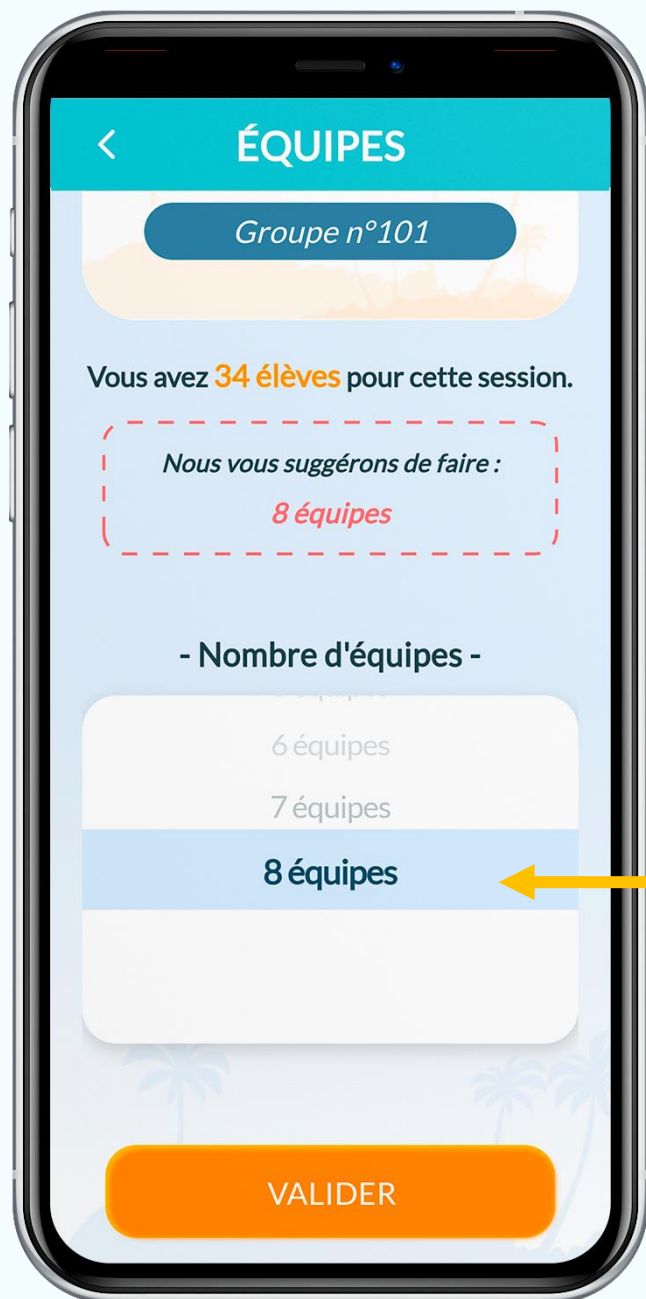 ÉQUIPES
Groupe n°101
Vous avez 34 élèves pour cette session.
Nous vous suggérons de faire :
8 équipes
- Nombre d'équipes -
6 équipes
7 équipes
8 équipes
VALIDER